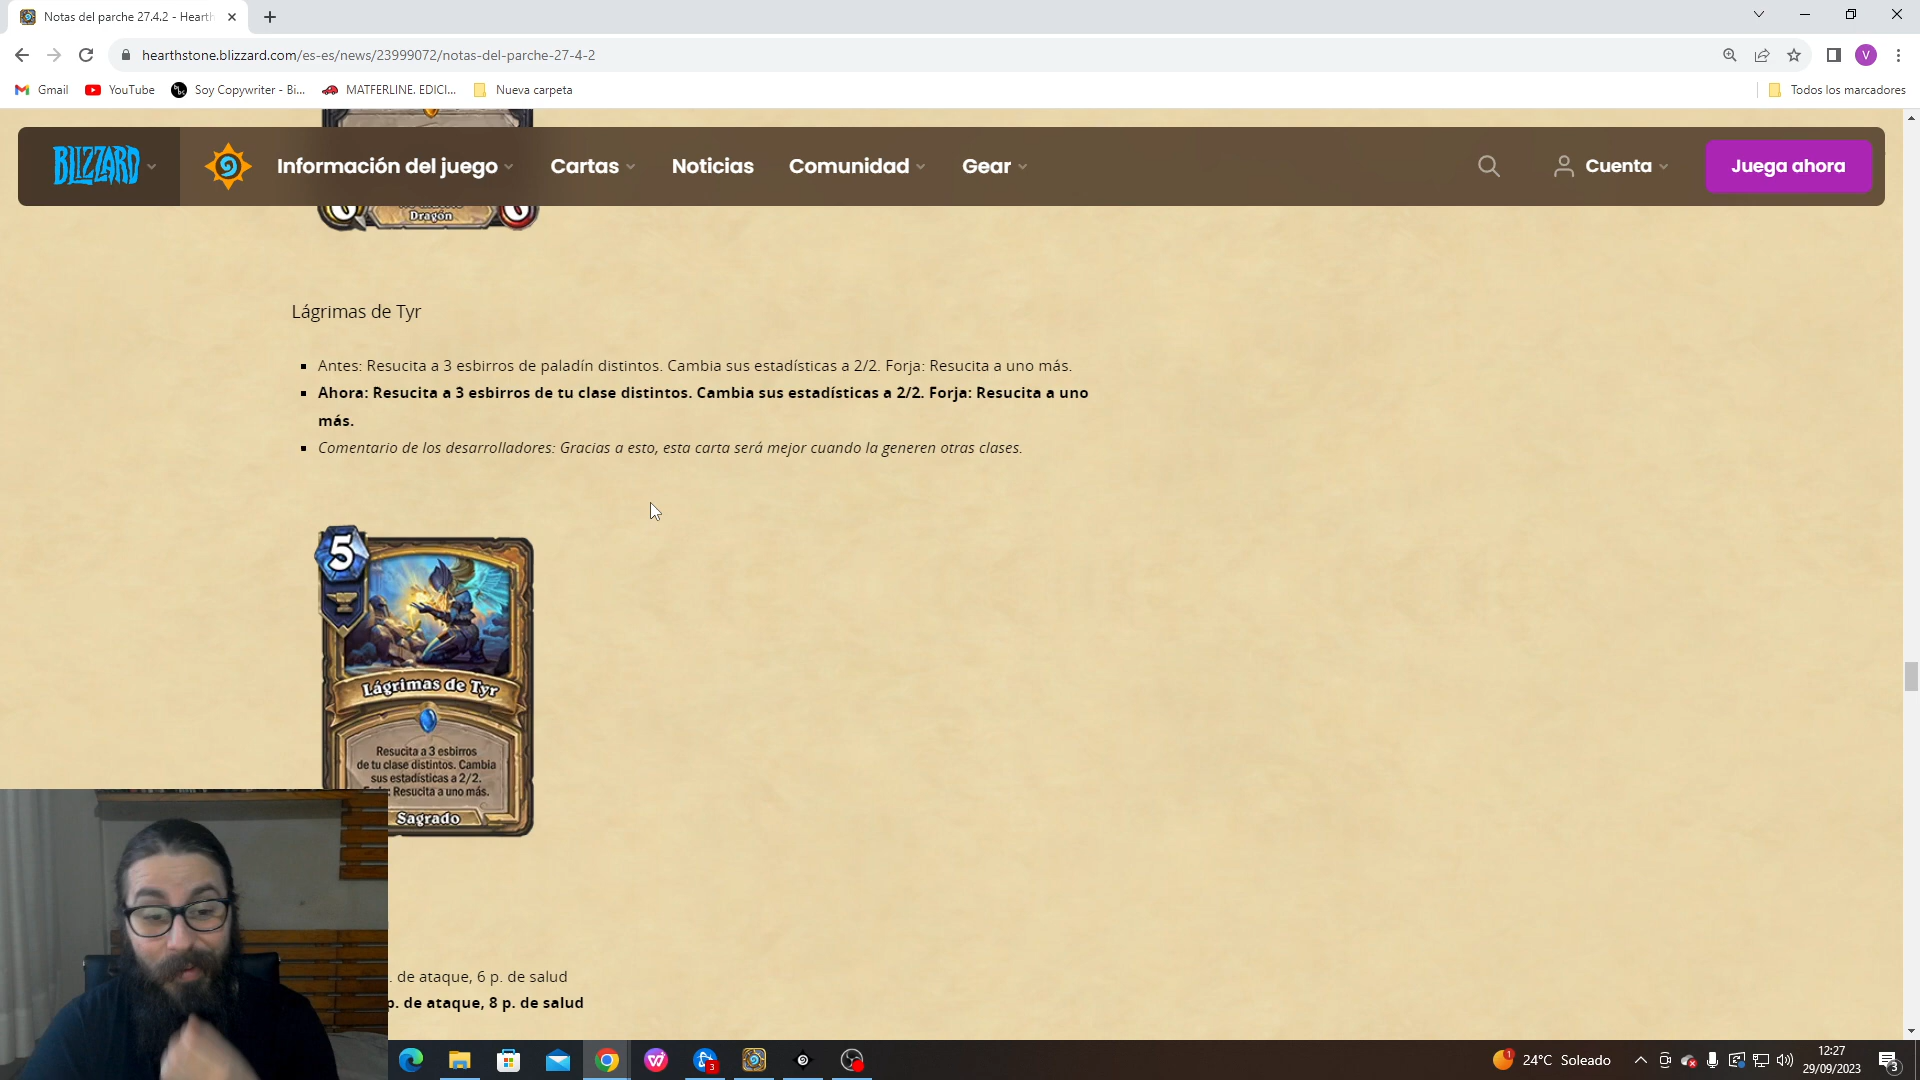 Notas del parche 27.4.2 - Hearth
hearthstone.blizzard.com/es-es/news/23999072/notas-del-parche-27-4-2
V
Gmail
YouTube
Soy Copywriter - Bi...
MATFERLINE. EDICI...
Nueva carpeta
Todos los marcadores
BLIZZARD
Información del juego
Cartas
Noticias
Comunidad
Gear
Cuenta
Juega ahora
Dragón
Lágrimas de Tyr
Antes: Resucita a 3 esbirros de paladín distintos. Cambia sus estadísticas a 2/2. Forja: Resucita a uno más.
Ahora: Resucita a 3 esbirros de tu clase distintos. Cambia sus estadísticas a 2/2. Forja: Resucita a uno
más.
Comentario de los desarrolladores: Gracias a esto, esta carta será mejor cuando la generen otras clases.
5
Lágrimas de Tyr
Resucita a 3 esbirros
de tu clase distintos. Cambia
sus estadísticas a 2/2.
Resucita a uno más.
Sagrado
. de ataque, 6 p. de salud
p. de ataque, 8 p. de salud
3
1
24°C Soleado
12:27
29/09/2023
3